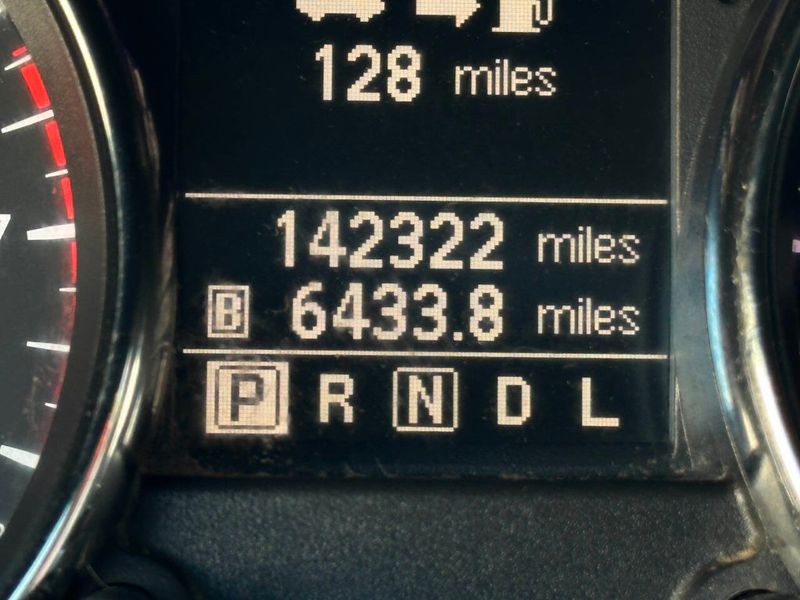 128 miles
142322 miles
B 6433.8 miles
P R N D L